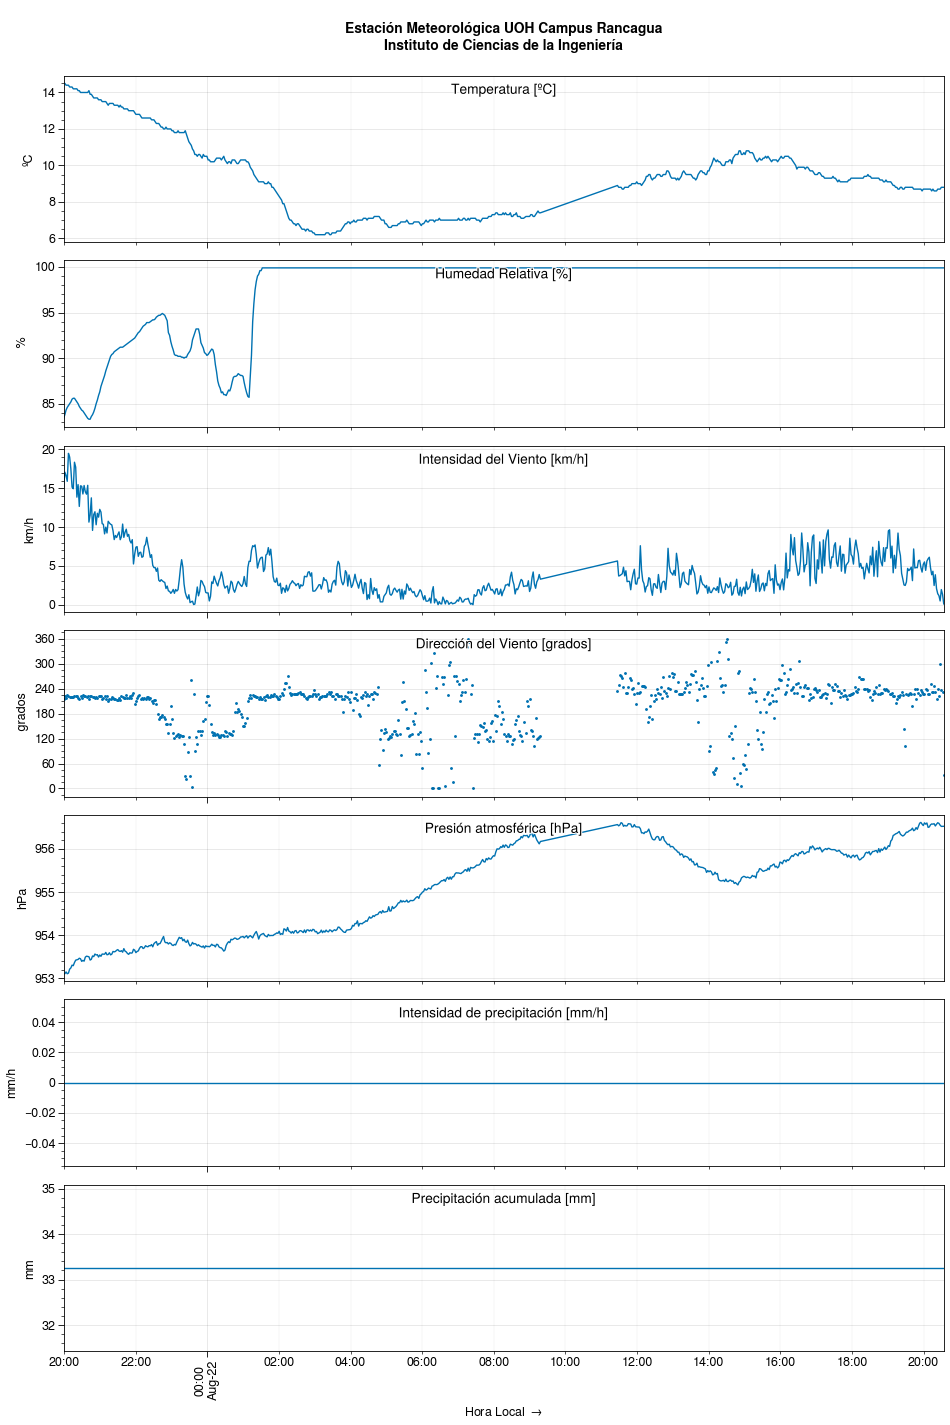 Estación Meteorológica UOH Campus Rancagua
Instituto de Ciencias de la Ingeniería
Temperatura [ºC]
ºC
14
12
10
8
6
Humedad Relativa [%]
%
100
95
90
85
Intensidad del Viento [km/h]
km/h
20
15
10
5
0
Dirección del Viento [grados]
grados
360
300
240
180
120
60
0
Presión atmosférica [hPa]
hPa
956
955
954
953
Intensidad de precipitación [mm/h]
mm/h
0.04
0.02
0
−0.02
−0.04
Precipitación acumulada [mm]
mm
35
34
33
32
20:00 22:00 00:00 02:00 04:00 06:00 08:00 10:00 12:00 14:00 16:00 18:00 20:00
Aug-22
Hora Local →